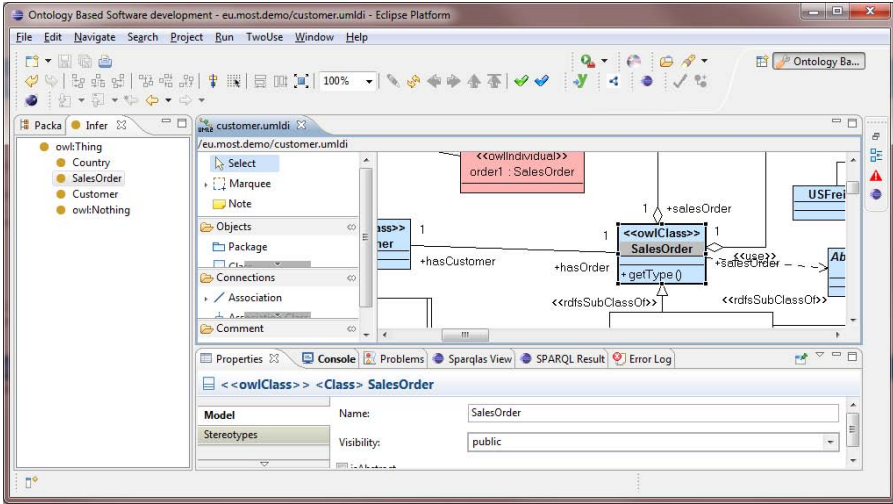 Ontology Based Software development - eu.most.demo/customer.umldi - Eclipse Platform
File Edit Navigate Search Project Run TwoUse Window Help
100%
Ontology Ba...
Packa Infer
owl:Thing
Country
SalesOrder
Customer
owl:Nothing
customer.umldi
/eu.most.demo/customer.umldi
Select
Marquee
Note
Objects
Package
Connections
Association
Comment
<<owlIndividual>>
order1 : SalesOrder
1 +salesOrder
USFrei
ass>> 1
ner
+hasCustomer
1 <<owlClass>> 1
SalesOrder
+hasOrder
+ getType ()
<<use>>
+salesOrder
Ab
<<rdfsSubClassOf>> <<rdfsSubClassOf>>
Properties Console Problems Sparqlas View SPARQL Result Error Log
<<owlClass>> <Class> SalesOrder
Model
Stereotypes
Name: SalesOrder
Visibility: public
isAbstract